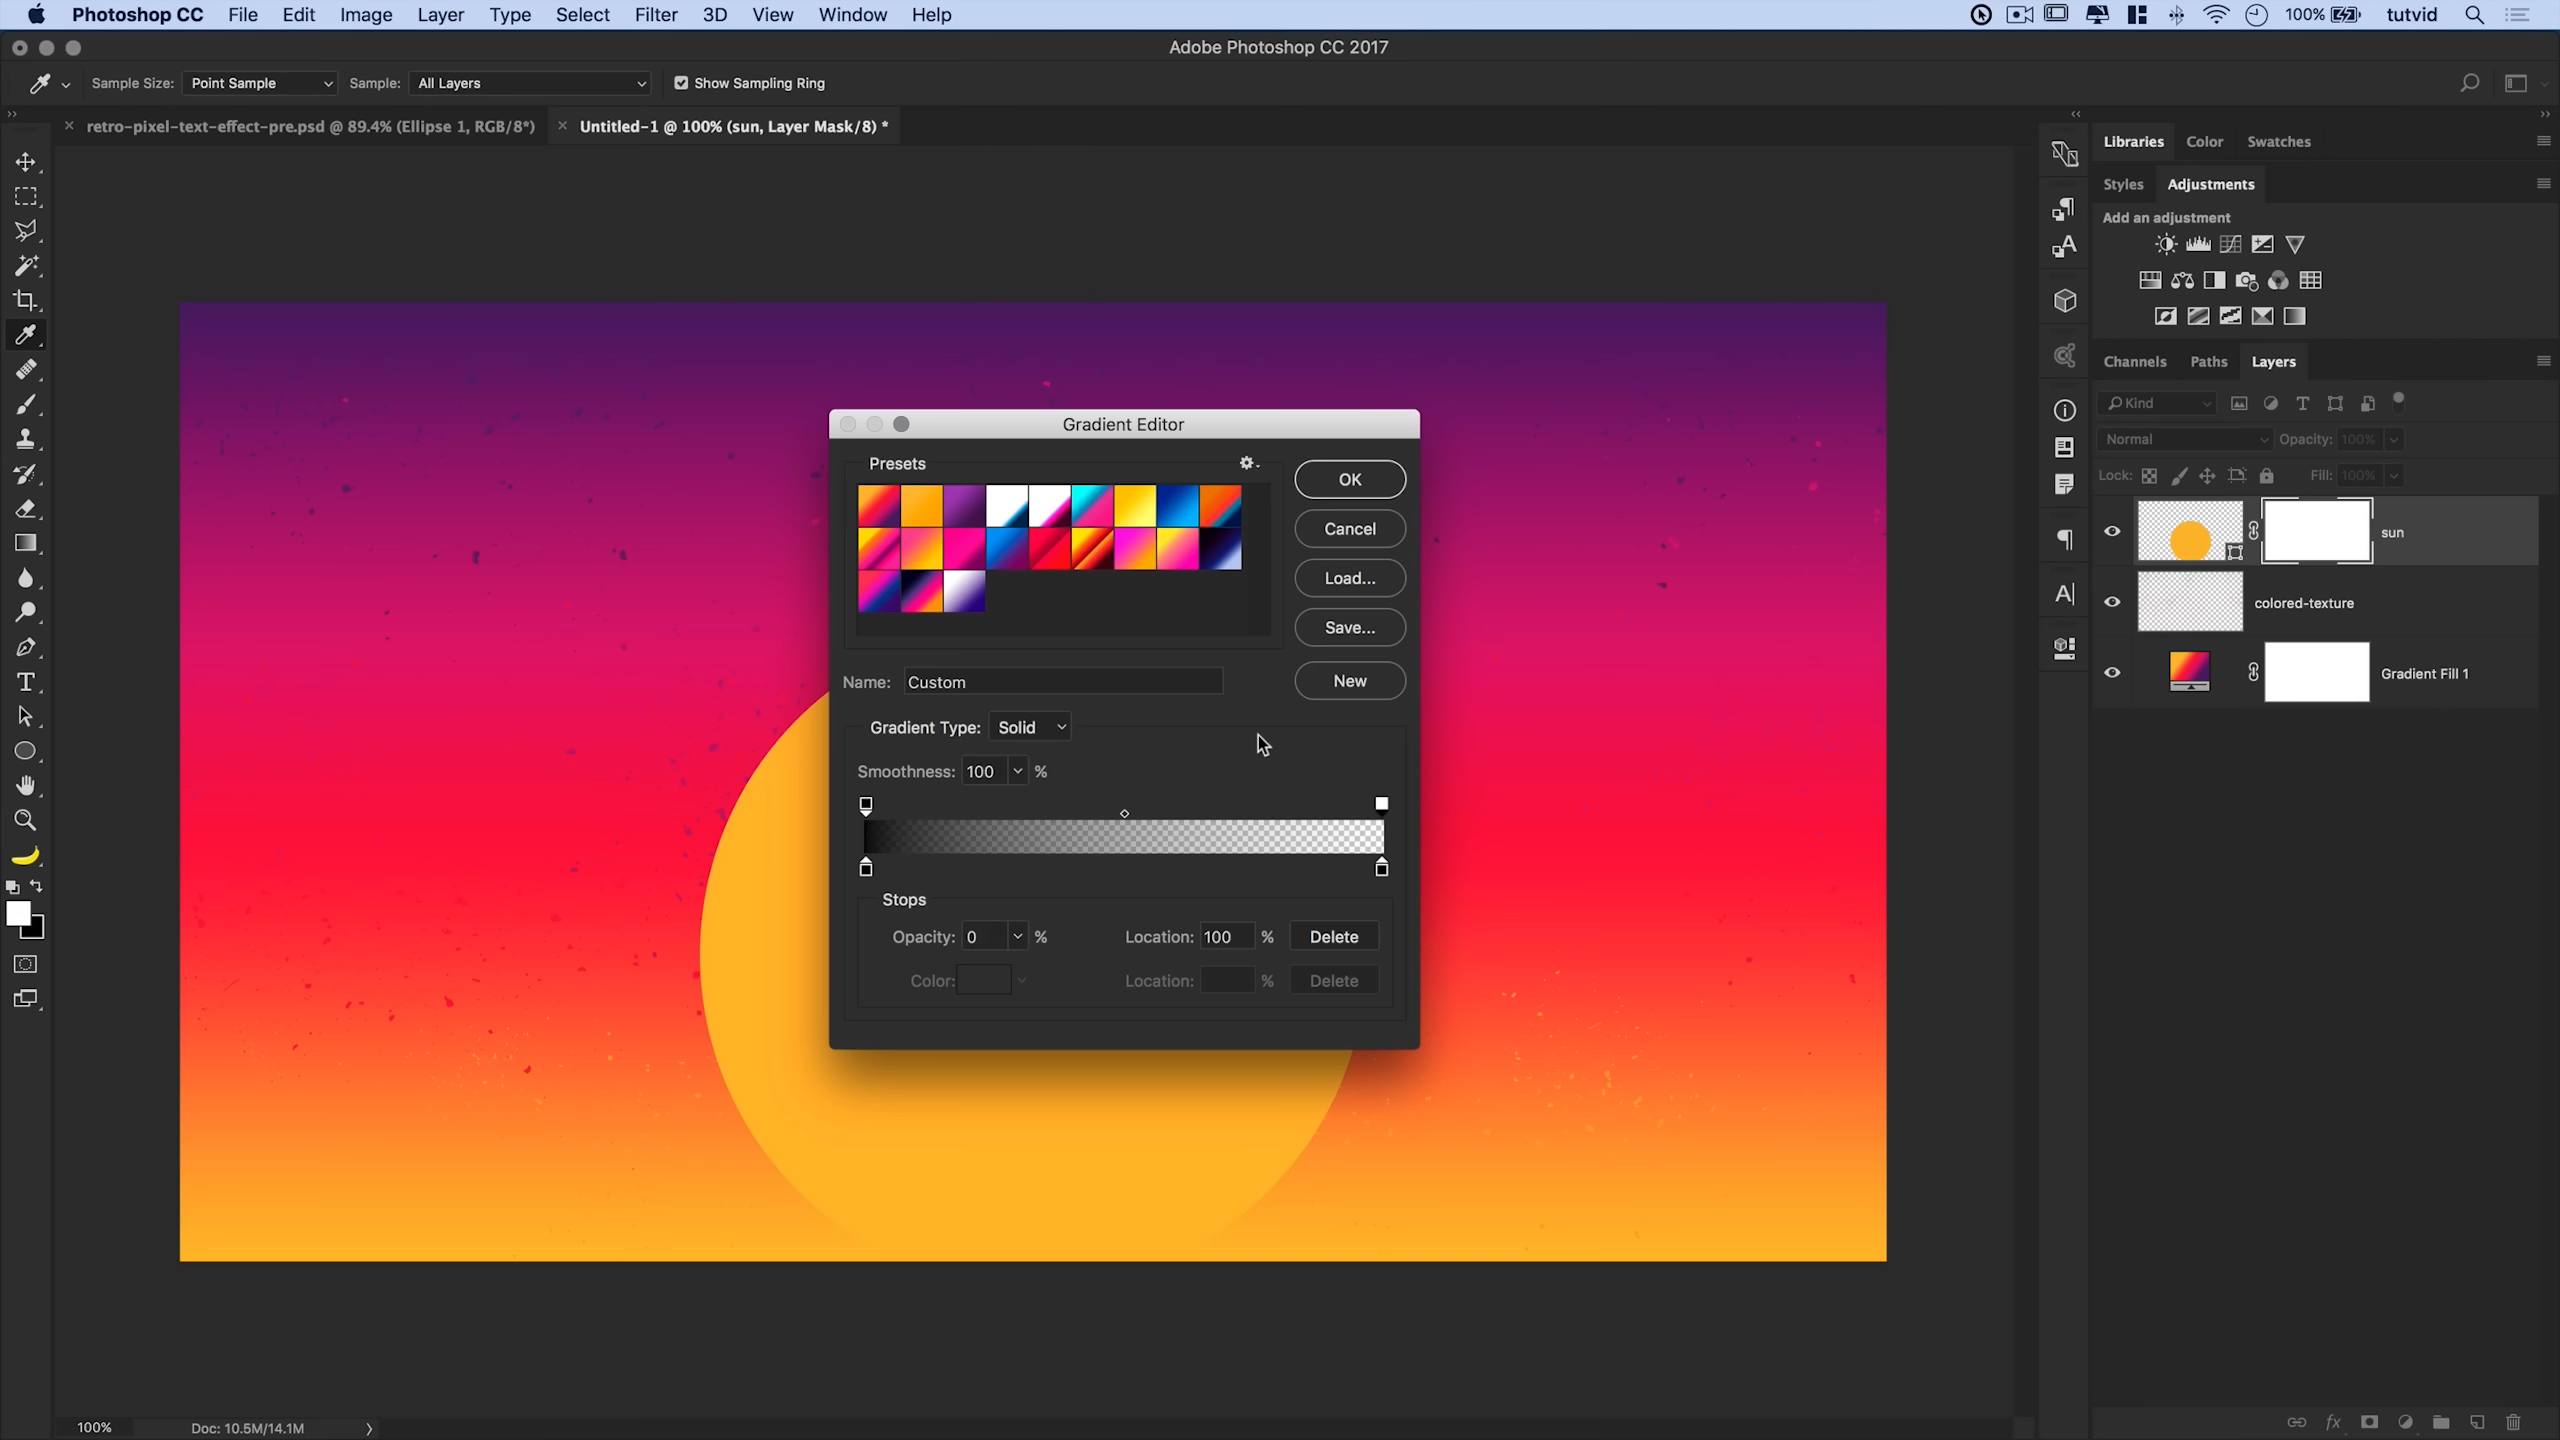 Photoshop CC File Edit Image Layer Type Select Filter 3D View Window Help 100% tutvid
Adobe Photoshop CC 2017
Sample Size: Point Sample Sample: All Layers Show Sampling Ring
retro-pixel-text-effect-pre.psd @ 89.4% (Ellipse 1, RGB/8*) Untitled-1 @ 100% (sun, Layer Mask/8) *
Libraries Color Swatches
Styles Adjustments
Add an adjustment
Channels Paths Layers
Kind
Normal Opacity: 100%
Lock: Fill: 100%
sun
colored-texture
Gradient Fill 1
Gradient Editor
Presets
OK
Cancel
Load...
Save...
Name: Custom New
Gradient Type: Solid
Smoothness: 100 %
Stops
Opacity: 0 % Location: 100 % Delete
Color: Location: % Delete
100% Doc: 10.5M/14.1M
fx